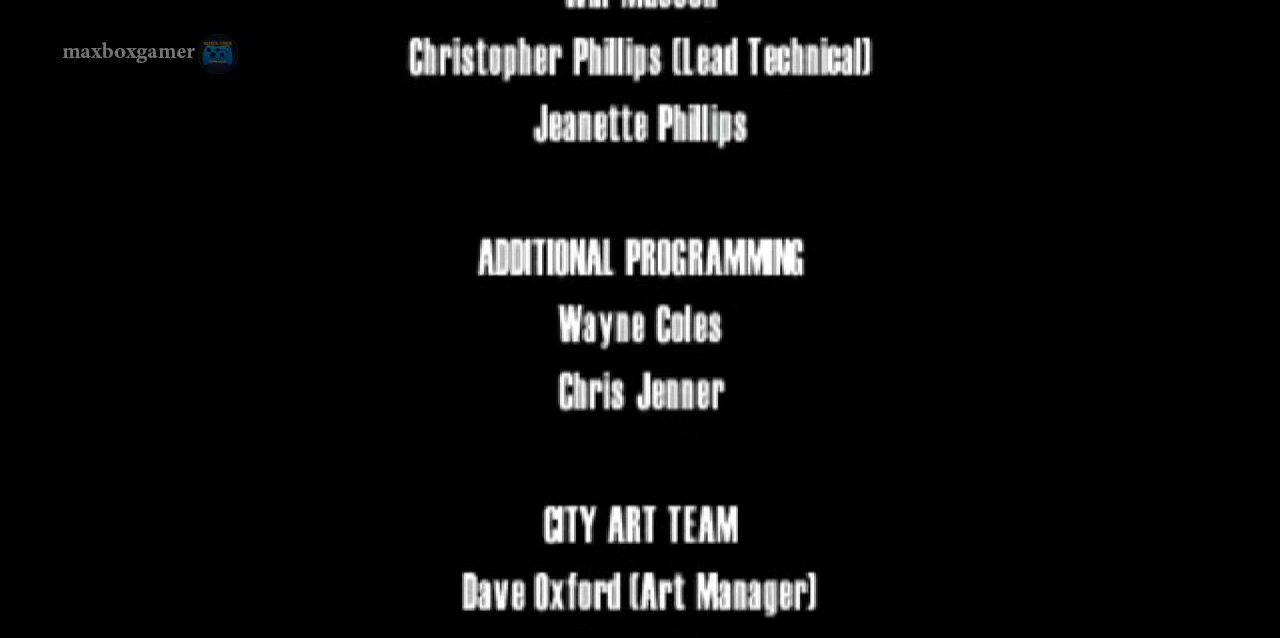 maxboxgamer
Christopher Phillips (Lead Technical)
Jeanette Phillips
ADDITIONAL PROGRAMMING
Wayne Coles
Chris Jenner
CITY ART TEAM
Dave Oxford (Art Manager)